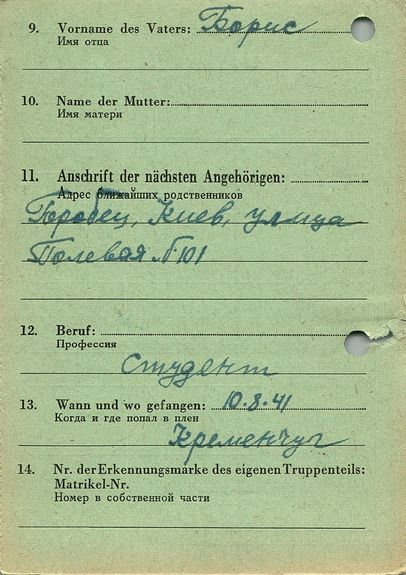 9. Vorname des Vaters: Борис
Имя отца
10. Name der Mutter:
Имя матери
11. Anschrift der nächsten Angehörigen:
Адрес ближайших родственников
Киев, улица
Полевая № 101
12. Beruf:
Профессия
студент
13. Wann und wo gefangen: 10.8.41
Когда и где попал в плен
Кременчуг
14. Nr. der Erkennungsmarke des eigenen Truppenteils:
Matrikel-Nr.
Номер в собственной части